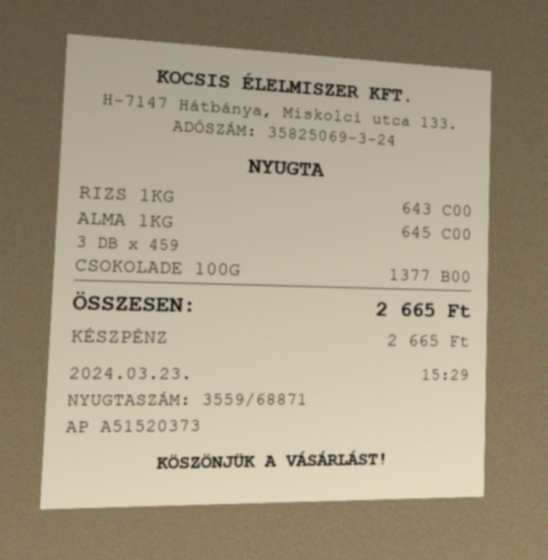 KOCSIS ÉLELMISZER KFT.
H-7147 Hátbánya, Miskolci utca 133.
ADÓSZÁM: 35825069-3-24
NYUGTA
RIZS 1KG 643 C00
ALMA 1KG 645 C00
3 DB x 459
CSOKOLADE 100G 1377 B00
ÖSSZESEN: 2 665 Ft
KÉSZPÉNZ 2 665 Ft
2024.03.23. 15:29
NYUGTASZÁM: 3559/68871
AP A51520373
KÖSZÖNJÜK A VÁSÁRLÁST!